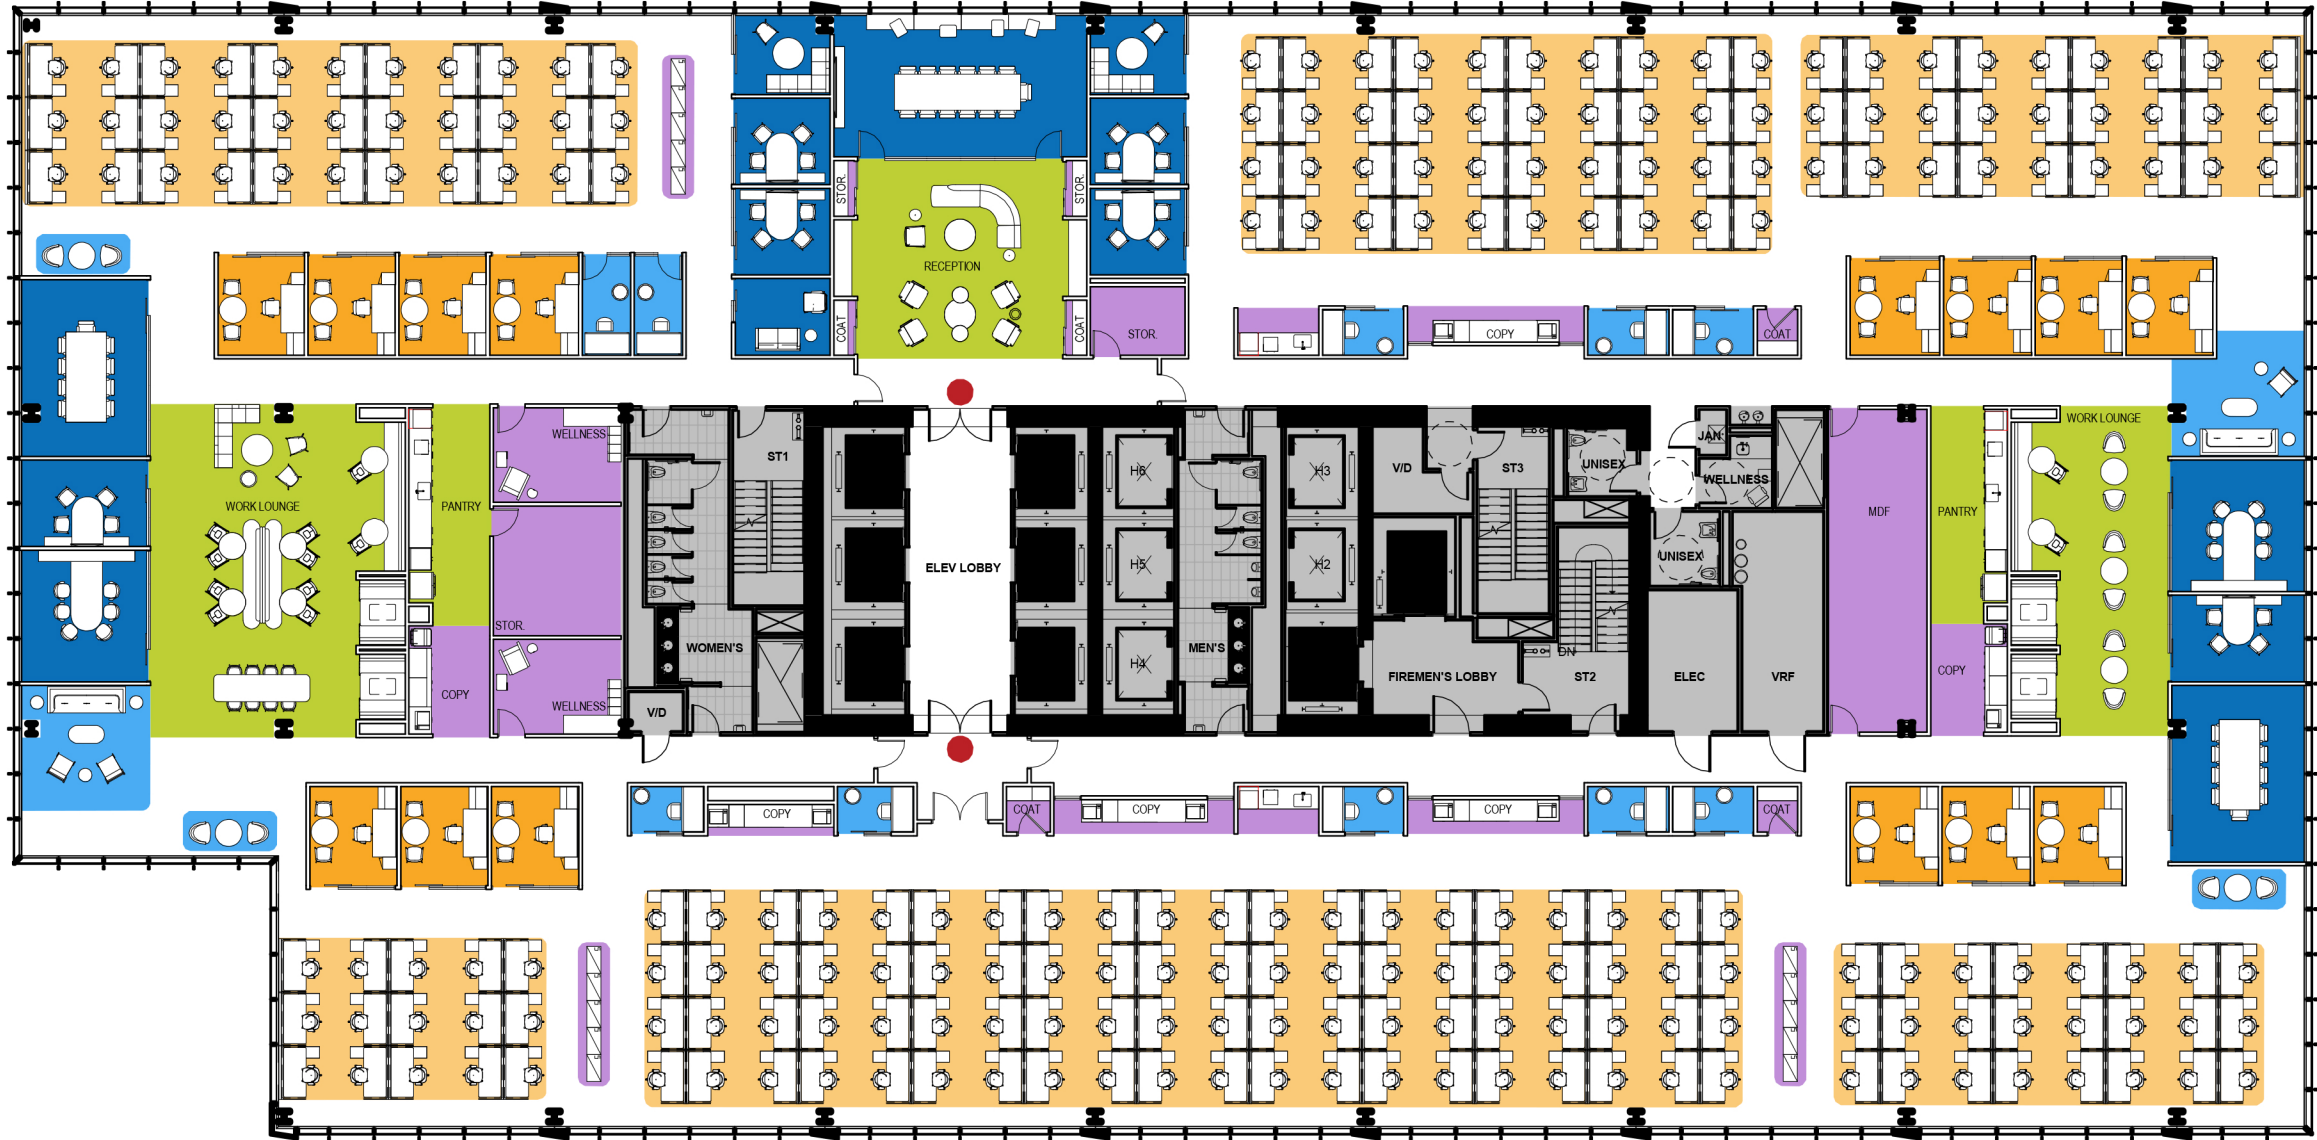 STOR.
STOR.
RECEPTION
COAT
COAT
STOR.
COPY
COAT
WELLNESS
WORK LOUNGE
PANTRY
STOR.
WELLNESS
COPY
ST1
WOMEN'S
V/D
ELEV LOBBY
H6
H5
H4
MEN'S
H3
H2
V/D
ST3
UNISEX
JAN
WELLNESS
UNISEX
FIREMEN'S LOBBY
DN
ST2
ELEC
VRF
MDF
PANTRY
COPY
WORK LOUNGE
COPY
COAT
COPY
COPY
COAT